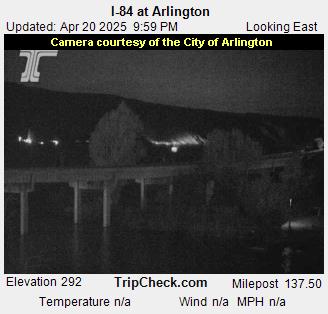 I-84 at Arlington
Updated: Apr 20 2025 9:59 PM Looking East
Camera courtesy of the City of Arlington
Elevation 292 TripCheck.com Milepost 137.50
Temperature n/a Wind n/a MPH n/a